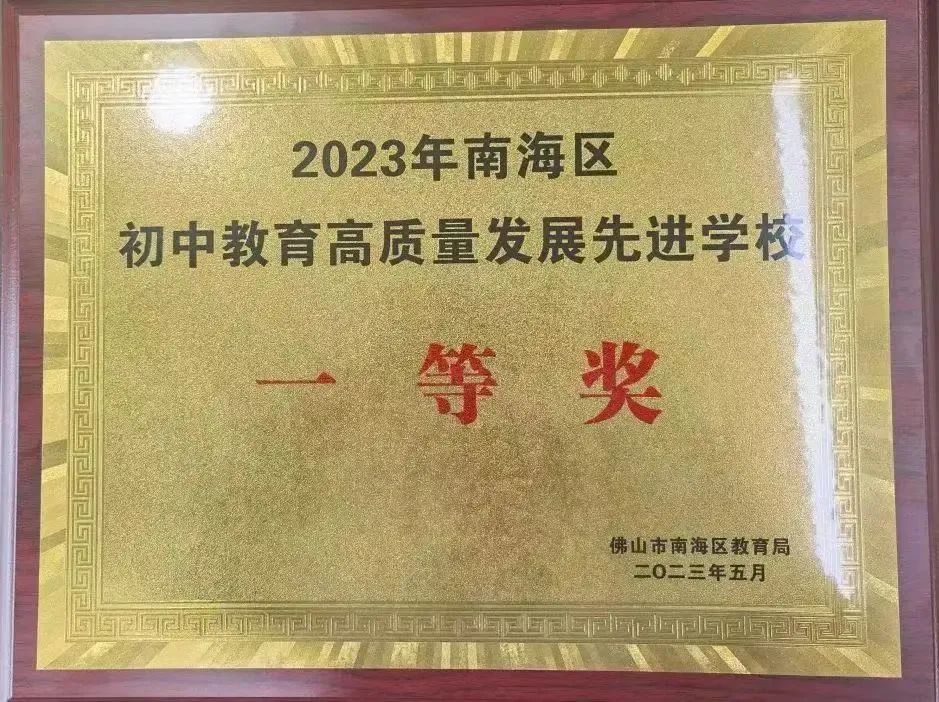 2023年南海区
初中教育高质量发展先进学校
一等奖
佛山市南海区教育局
二〇二三年五月